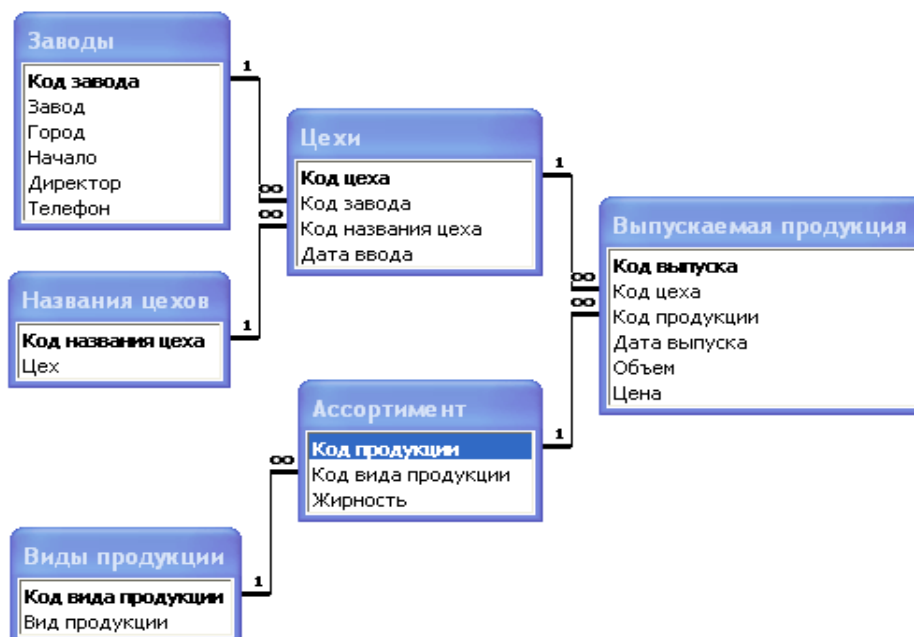 Заводы
Код завода
Завод
Город
Начало
Директор
Телефон
1
∞
Названия цехов
Код названия цеха
Цех
1
∞
Цехи
Код цеха
Код завода
Код названия цеха
Дата ввода
1
∞
Виды продукции
Код вида продукции
Вид продукции
1
∞
Ассортимент
Код продукции
Код вида продукции
Жирность
1
∞
Выпускаемая продукция
Код выпуска
Код цеха
Код продукции
Дата выпуска
Объем
Цена